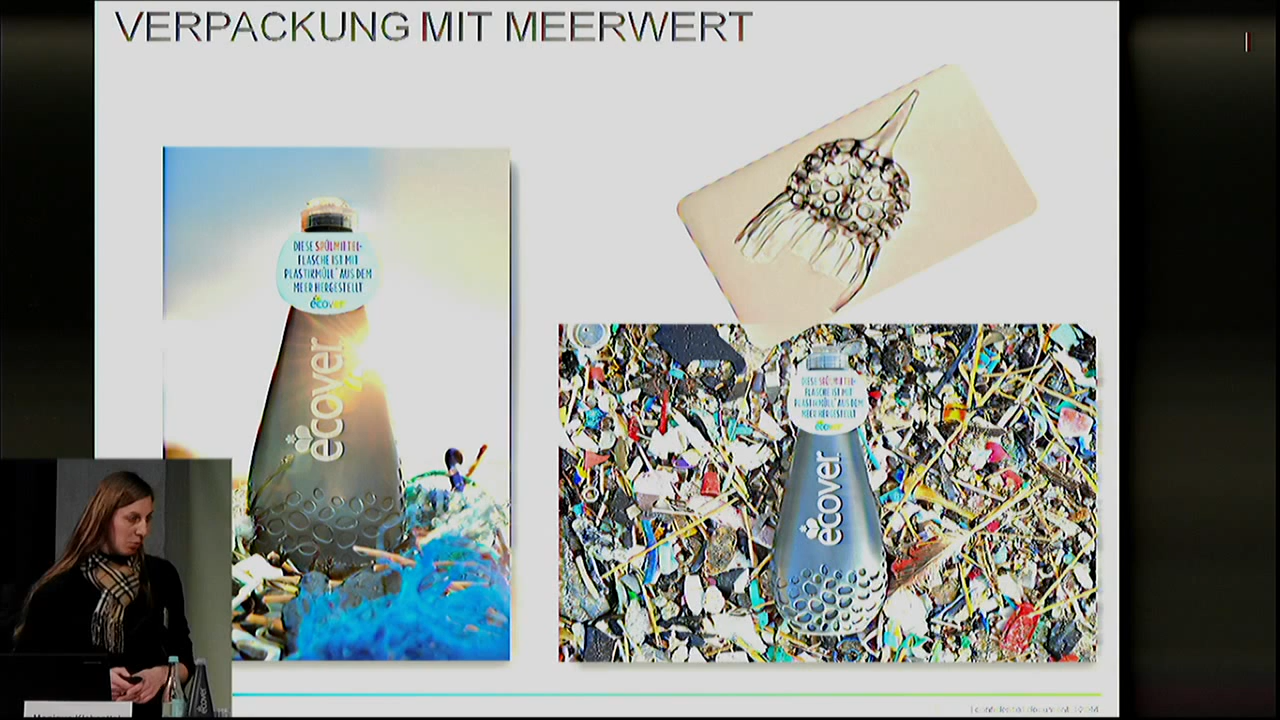 VERPACKUNG MIT MEERWERT
DIESE SPÜLMITTEL-
FLASCHE IST MIT
PLASTIKMÜLL* AUS DEM
MEER HERGESTELLT
ecover
ecover
DIESE SPÜLMITTEL-
FLASCHE IST MIT
PLASTIKMÜLL* AUS DEM
MEER HERGESTELLT
ecover
ecover
ecover